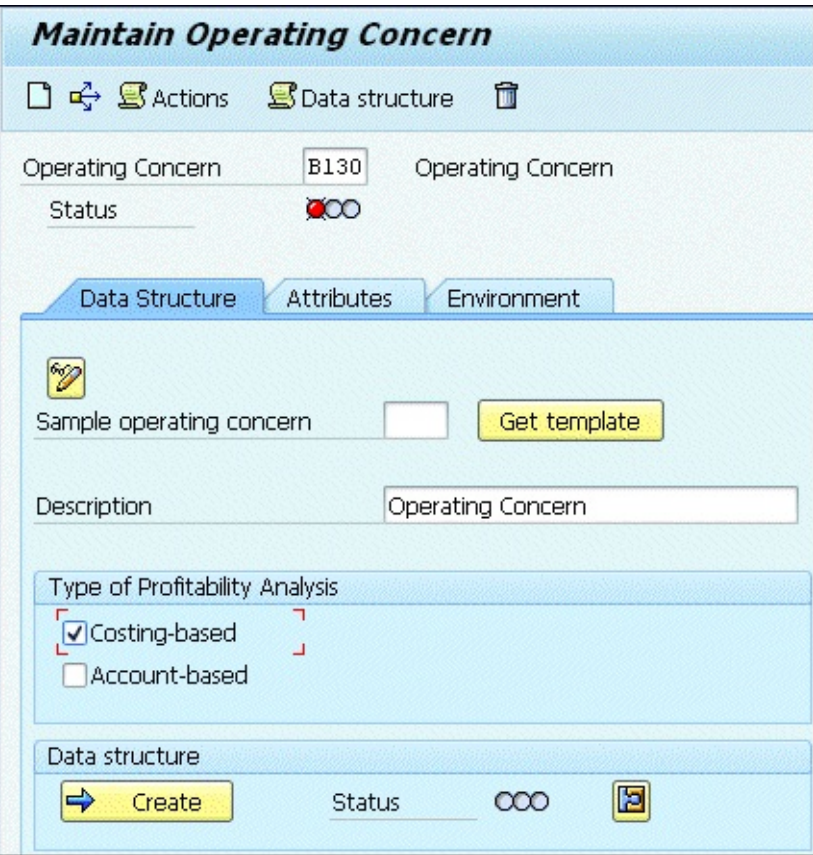 Maintain Operating Concern
Actions Data structure
Operating Concern B130 Operating Concern
Status
Data Structure Attributes Environment
Sample operating concern Get template
Description Operating Concern
Type of Profitability Analysis
Costing-based
Account-based
Data structure
Create Status